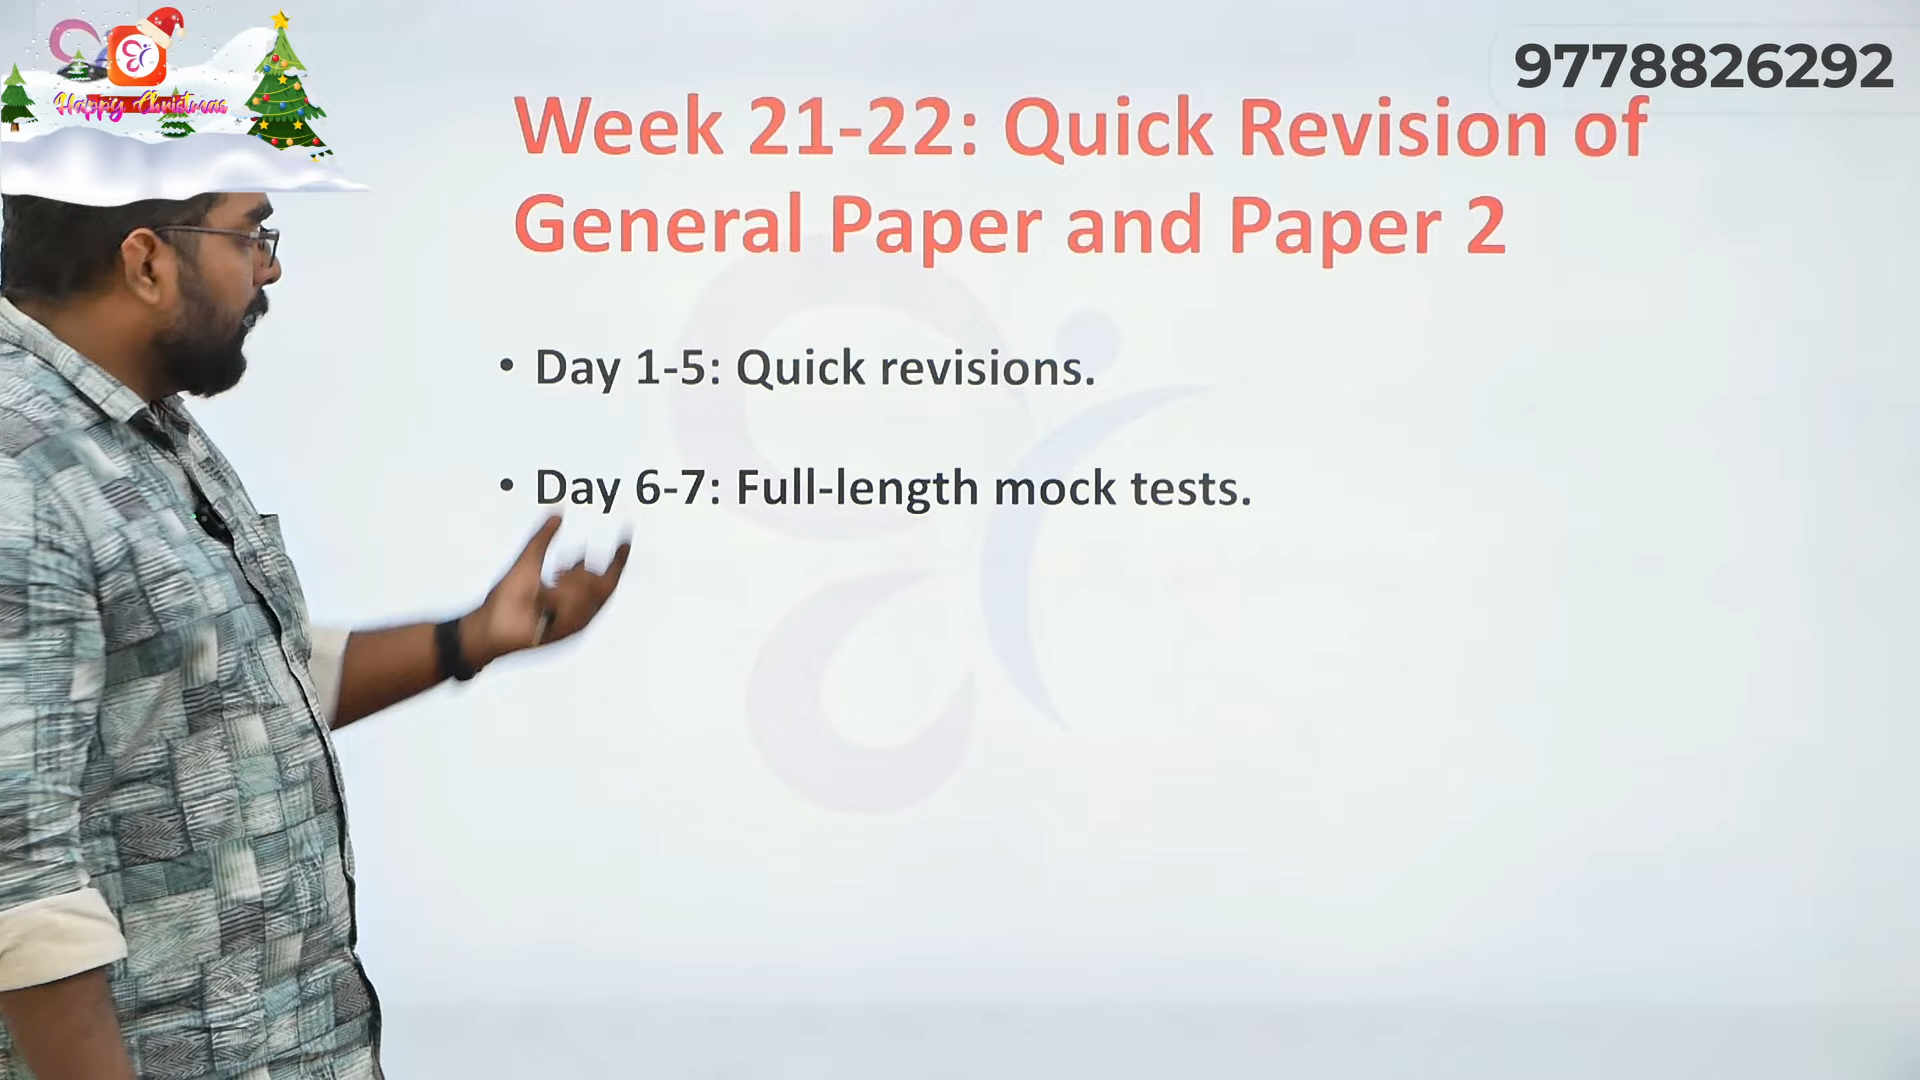 Happy Christmas
9778826292
Week 21-22: Quick Revision of
General Paper and Paper 2
• Day 1-5: Quick revisions.
• Day 6-7: Full-length mock tests.